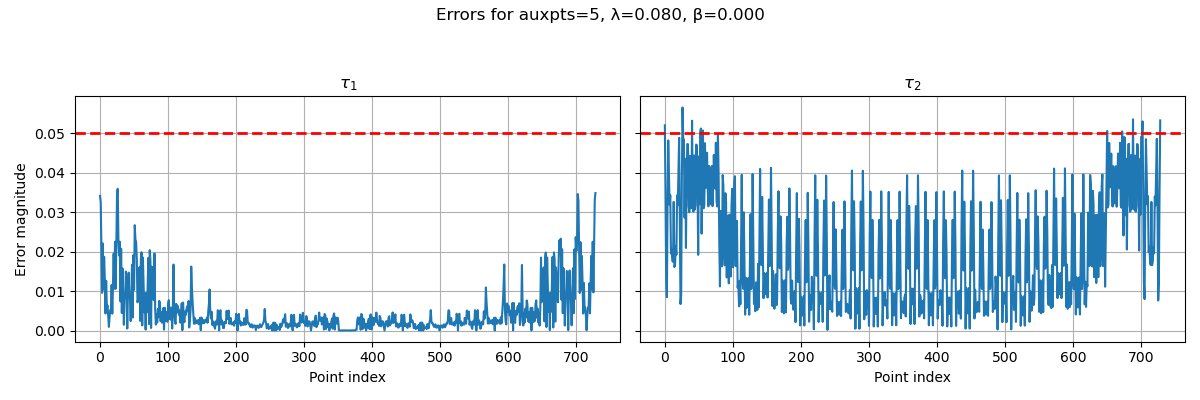 Errors for auxpts=5, λ=0.080, β=0.000
τ1
τ2
Error magnitude
0.05
0.04
0.03
0.02
0.01
0.00
0 100 200 300 400 500 600 700
0 100 200 300 400 500 600 700
Point index
Point index